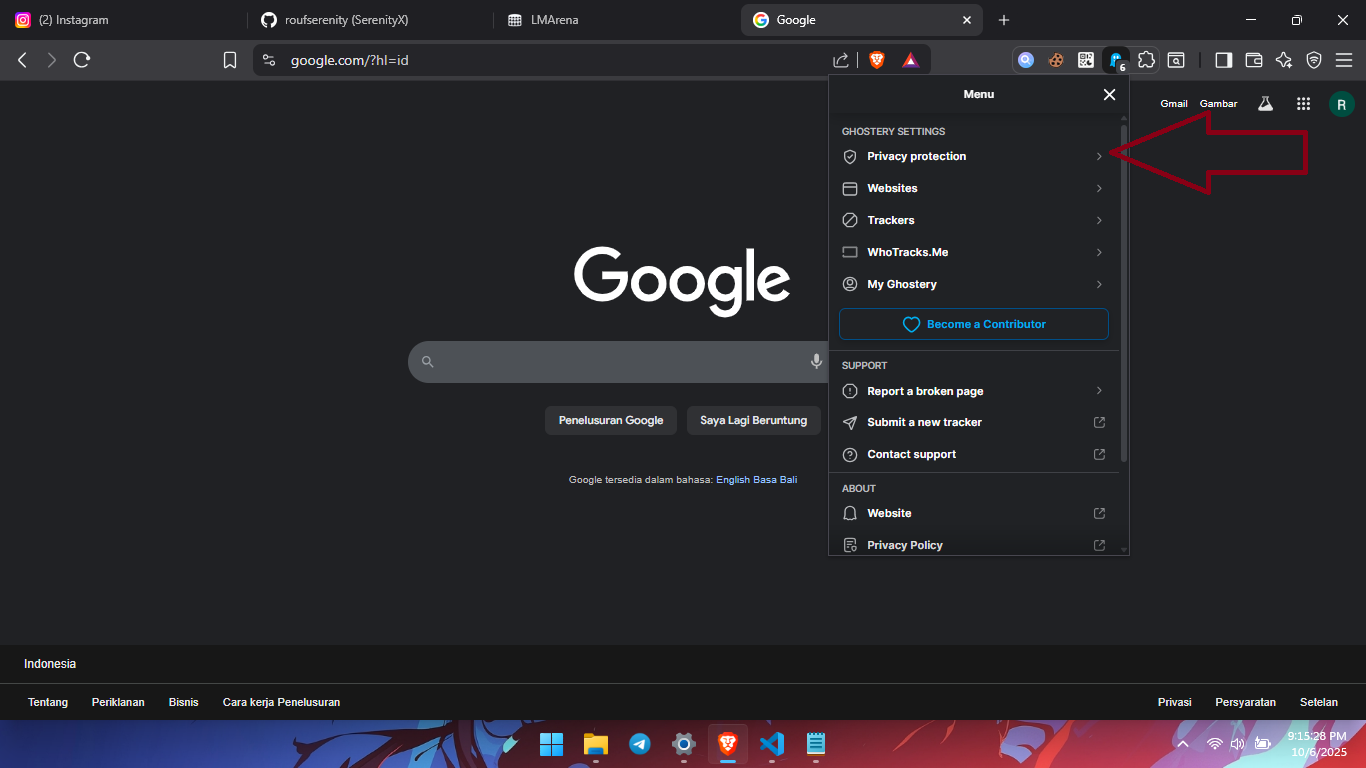 (2) Instagram
roufserenity (SerenityX)
LMArena
Google
google.com/?hl=id
6
Menu
Gmail
Gambar
R
GHOSTERY SETTINGS
Privacy protection
Websites
Trackers
WhoTracks.Me
My Ghostery
Become a Contributor
Google
Penelusuran Google
Saya Lagi Beruntung
Google tersedia dalam bahasa: English Basa Bali
SUPPORT
Report a broken page
Submit a new tracker
Contact support
ABOUT
Website
Privacy Policy
Indonesia
Tentang
Periklanan
Bisnis
Cara kerja Penelusuran
Privasi
Persyaratan
Setelan
9:15:28 PM
10/6/2025